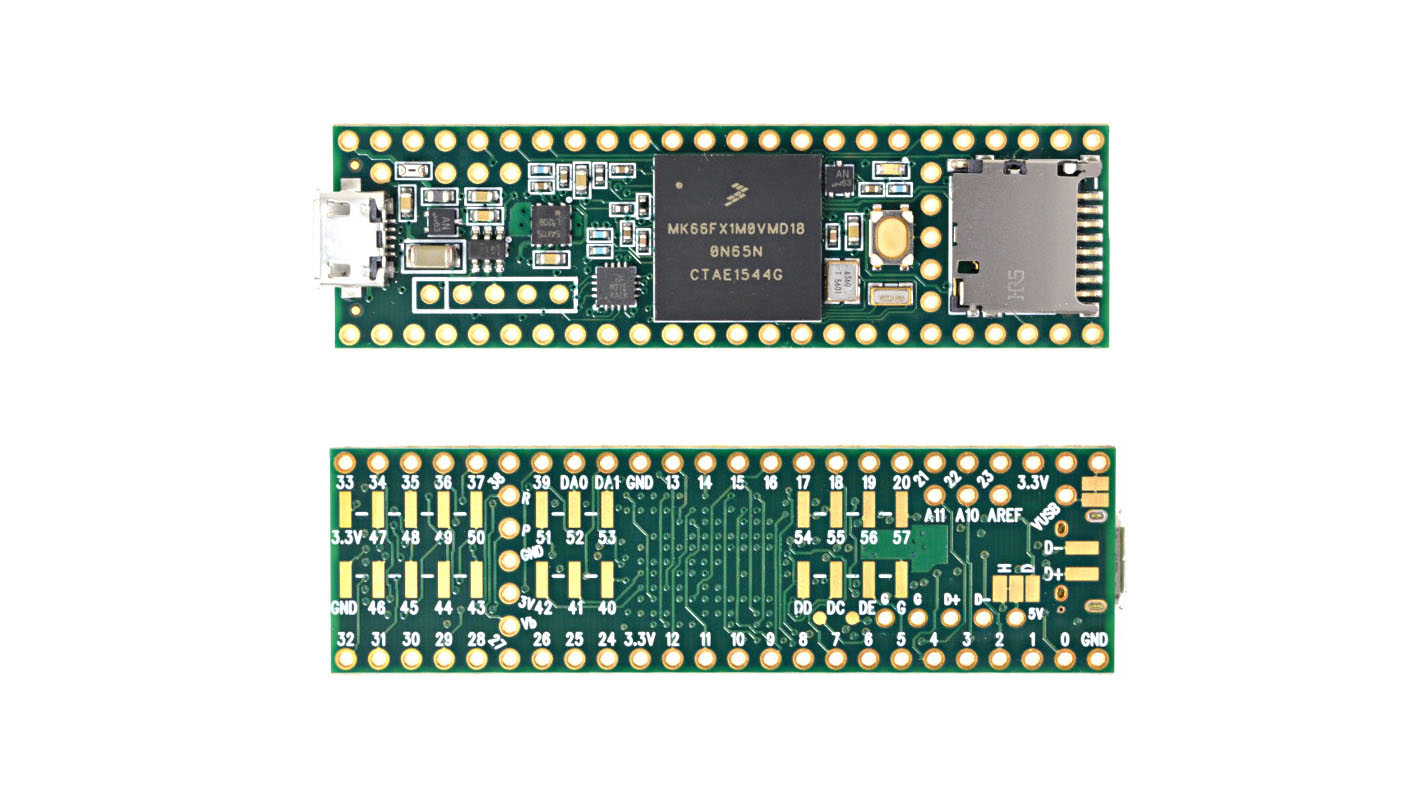 AN
63
MK66FX1M0VMD18
0N65N
CTAE1544G
HRS
33 34 35 36 37 38 39 DA0 DA1 GND 13 14 15 16 17 18 19 20 21 22 23 3.3V
R
A11 A10 AREF
VUSB
3.3V 47 48 49 50 P 51 52 53 54 55 56 57
GND
D-
D+
H D
3V
GND 46 45 44 43 42 41 40 DD DC DE G G G D+ D- 5V
Vb
32 31 30 29 28 27 26 25 24 3.3V 12 11 10 9 8 7 6 5 4 3 2 1 0 GND